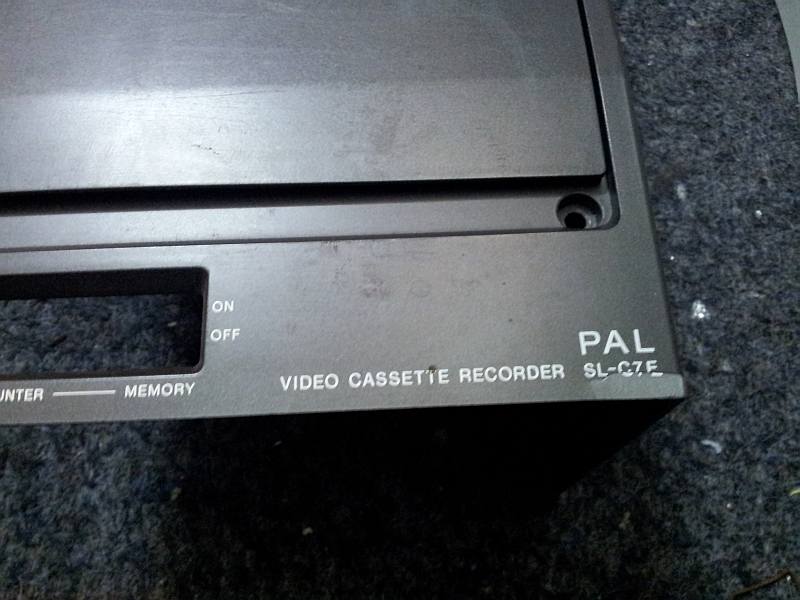 ON
OFF
UNTER MEMORY
PAL
VIDEO CASSETTE RECORDER SL-C7E